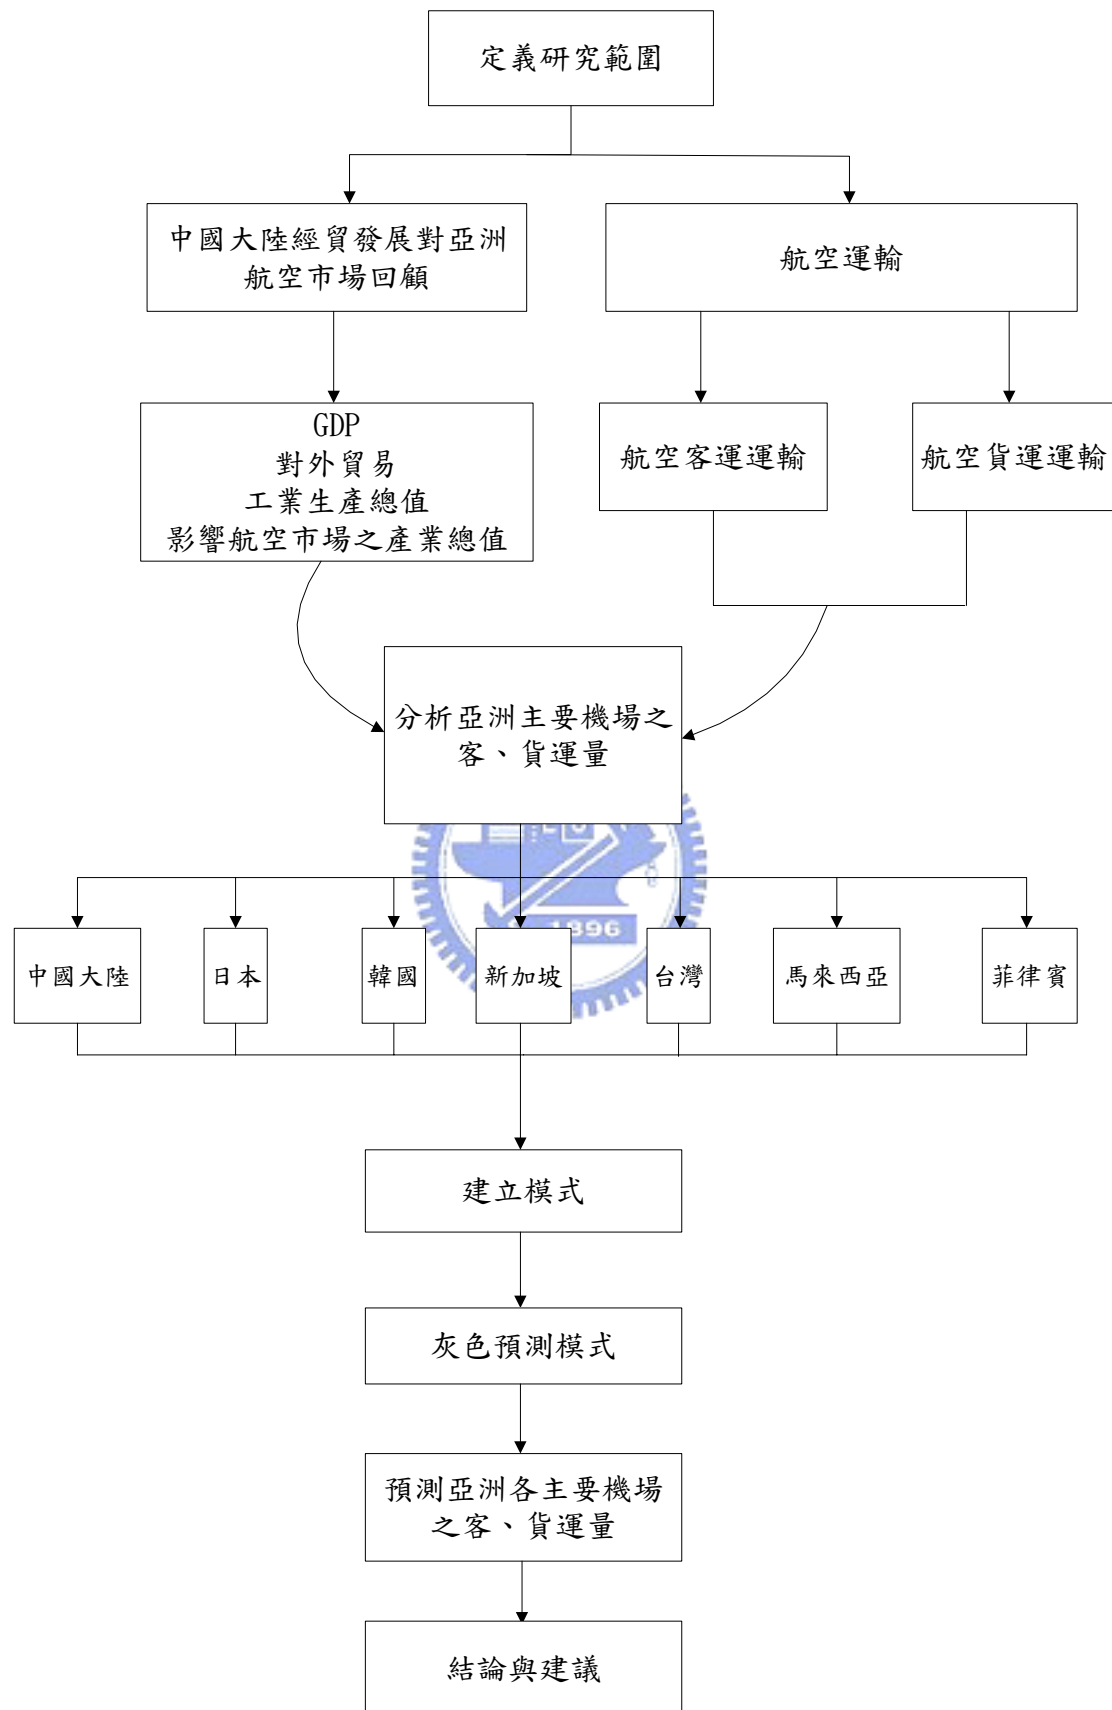 定義研究範圍
中國大陸經貿發展對亞洲
航空市場回顧
航空運輸
GDP
對外貿易
工業生產總值
影響航空市場之產業總值
航空客運運輸
航空貨運運輸
分析亞洲主要機場之
客、貨運量
1896
中國大陸
日本
韓國
新加坡
台灣
馬來西亞
菲律賓
建立模式
灰色預測模式
預測亞洲各主要機場
之客、貨運量
結論與建議